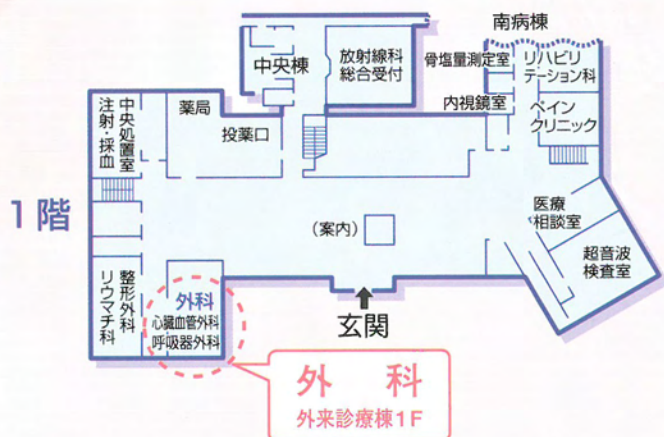 南病棟
中央棟
放射線科
総合受付
骨塩量測定室
リハビリ
テーション科
内視鏡室
ペイン
クリニック
中央処置室
注射・採血
薬局
投薬口
1階
(案内)
医療
相談室
超音波
検査室
整形外科
リウマチ科
外科
心臓血管外科
呼吸器外科
玄関
外 科
外来診療棟1F